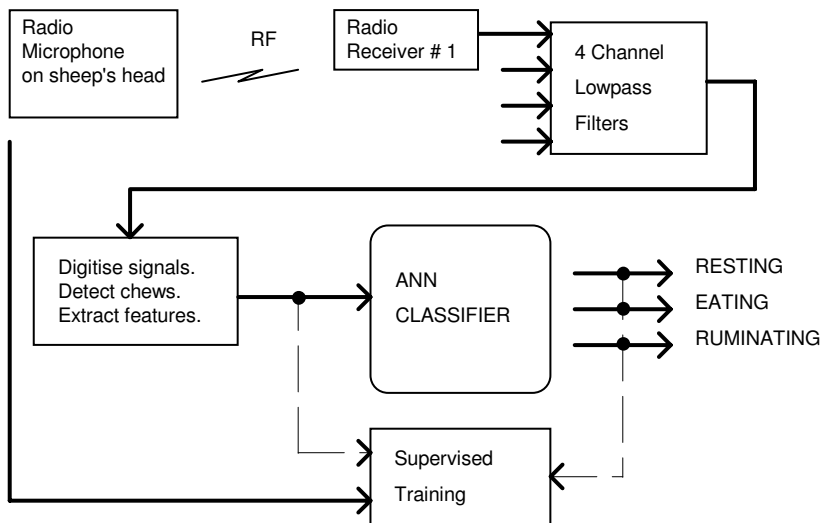 Radio
Microphone
on sheep's head
RF
Radio
Receiver # 1
4 Channel
Lowpass
Filters
Digitise signals.
Detect chews.
Extract features.
ANN
CLASSIFIER
RESTING
EATING
RUMINATING
Supervised
Training